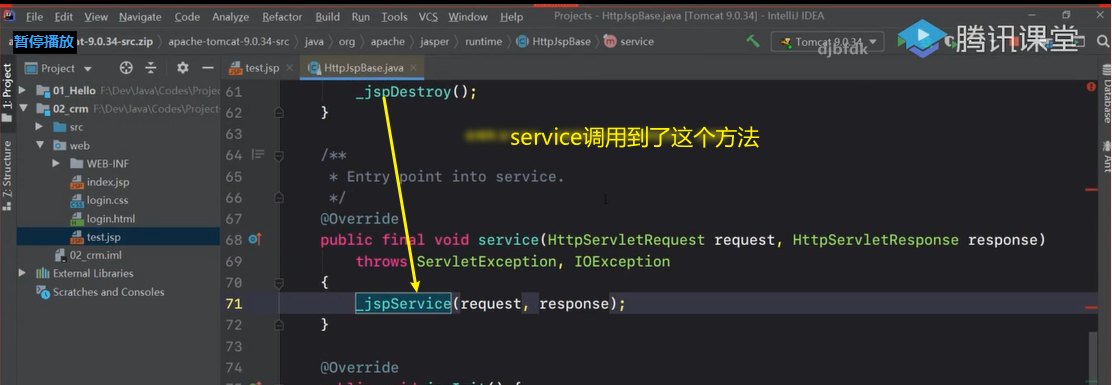 File Edit View Navigate Code Analyze Refactor Build Run Tools VCS Window Help Projects - HttpJspBase.java [Tomcat 9.0.34] - IntelliJ IDEA
暂停播放 cat-9.0.34-src.zip apache-tomcat-9.0.34-src java org apache jasper runtime HttpJspBase service Tomcat 8.0.34 腾讯课堂
Project test.jsp HttpJspBase.java
1: Project
7: Structure
Database
Ant
01_Hello F:\Dev\Java\Codes\Project
02_crm F:\Dev\Java\Codes\Projects
src
web
WEB-INF
index.jsp
login.css
login.html
test.jsp
02_crm.iml
External Libraries
Scratches and Consoles
61 _jspDestroy();
62 }
63
service调用到了这个方法
64 /**
65 * Entry point into service.
66 */
67 @Override
68 public final void service(HttpServletRequest request, HttpServletResponse response)
69 throws ServletException, IOException
70 {
71 _jspService(request, response);
72 }
73
74 @Override